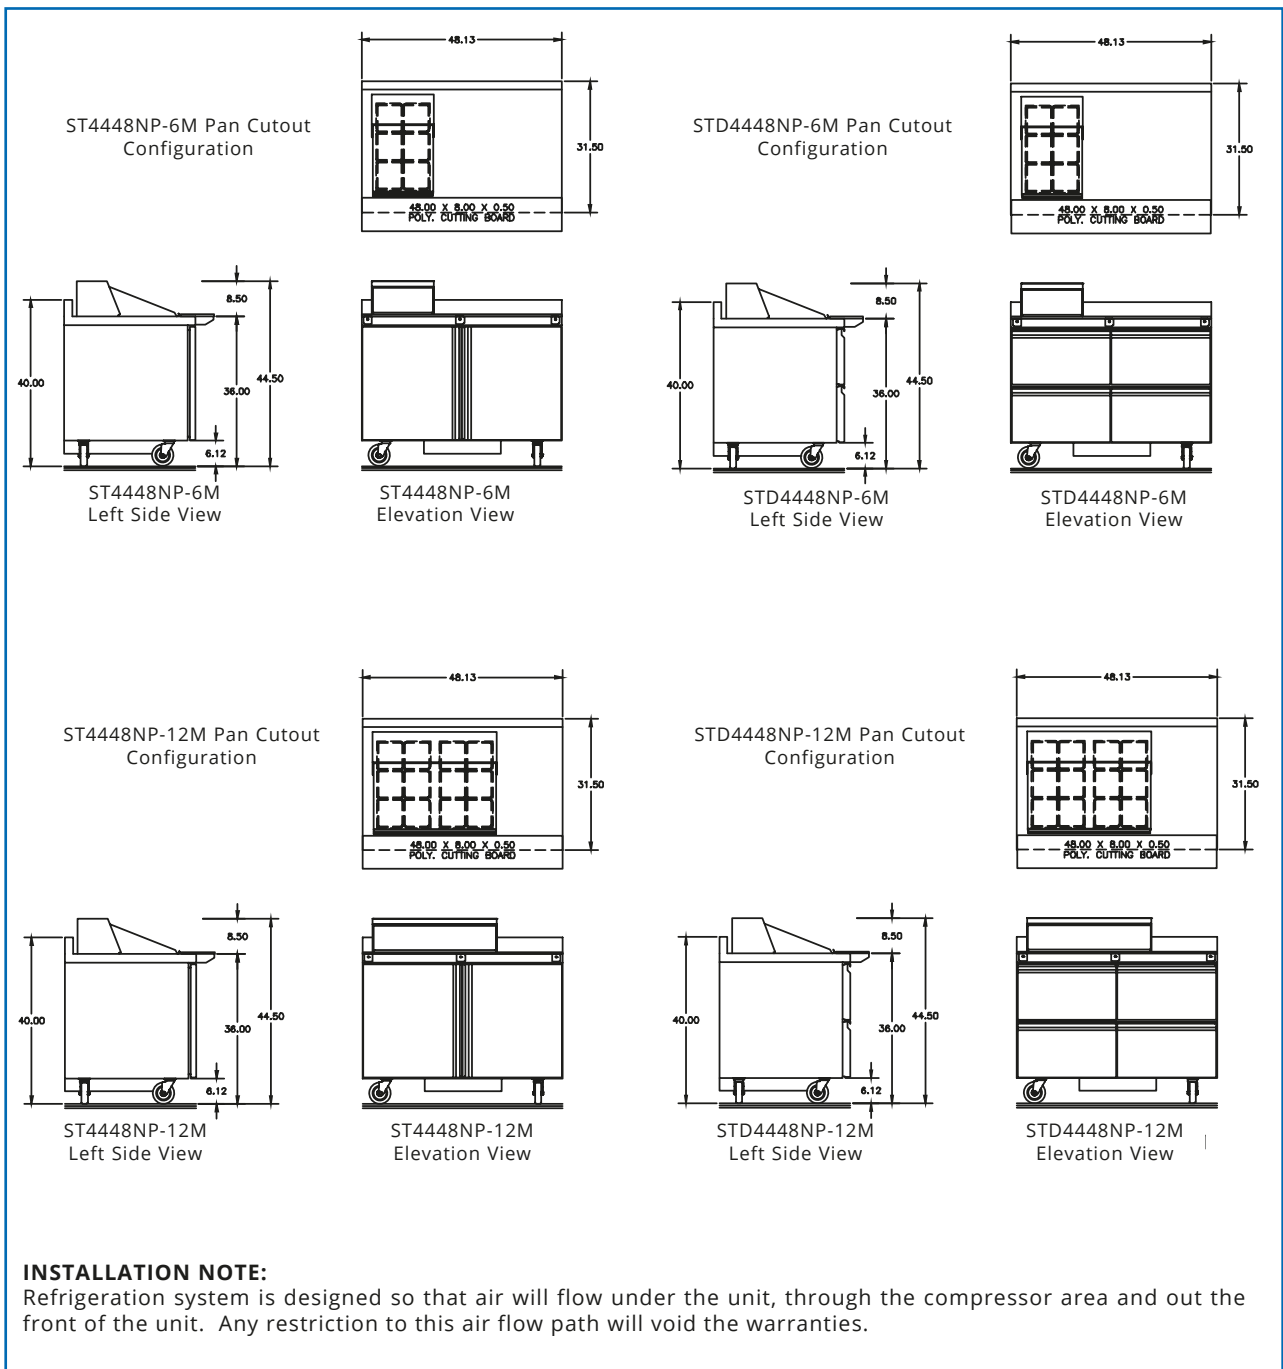 48.13
ST4448NP-6M Pan Cutout
Configuration
31.50
48.00 X 8.00 X 0.50
POLY. CUTTING BOARD
48.13
STD4448NP-6M Pan Cutout
Configuration
31.50
48.00 X 8.00 X 0.50
POLY. CUTTING BOARD
8.50
40.00
36.00
44.50
6.12
ST4448NP-6M
Left Side View
ST4448NP-6M
Elevation View
8.50
40.00
36.00
44.50
6.12
STD4448NP-6M
Left Side View
STD4448NP-6M
Elevation View
48.13
ST4448NP-12M Pan Cutout
Configuration
31.50
48.00 X 8.00 X 0.50
POLY. CUTTING BOARD
48.13
STD4448NP-12M Pan Cutout
Configuration
31.50
48.00 X 8.00 X 0.50
POLY. CUTTING BOARD
8.50
40.00
36.00
44.50
6.12
ST4448NP-12M
Left Side View
ST4448NP-12M
Elevation View
8.50
40.00
36.00
44.50
6.12
STD4448NP-12M
Left Side View
STD4448NP-12M
Elevation View
INSTALLATION NOTE:
Refrigeration system is designed so that air will flow under the unit, through the compressor area and out the
front of the unit.  Any restriction to this air flow path will void the warranties.